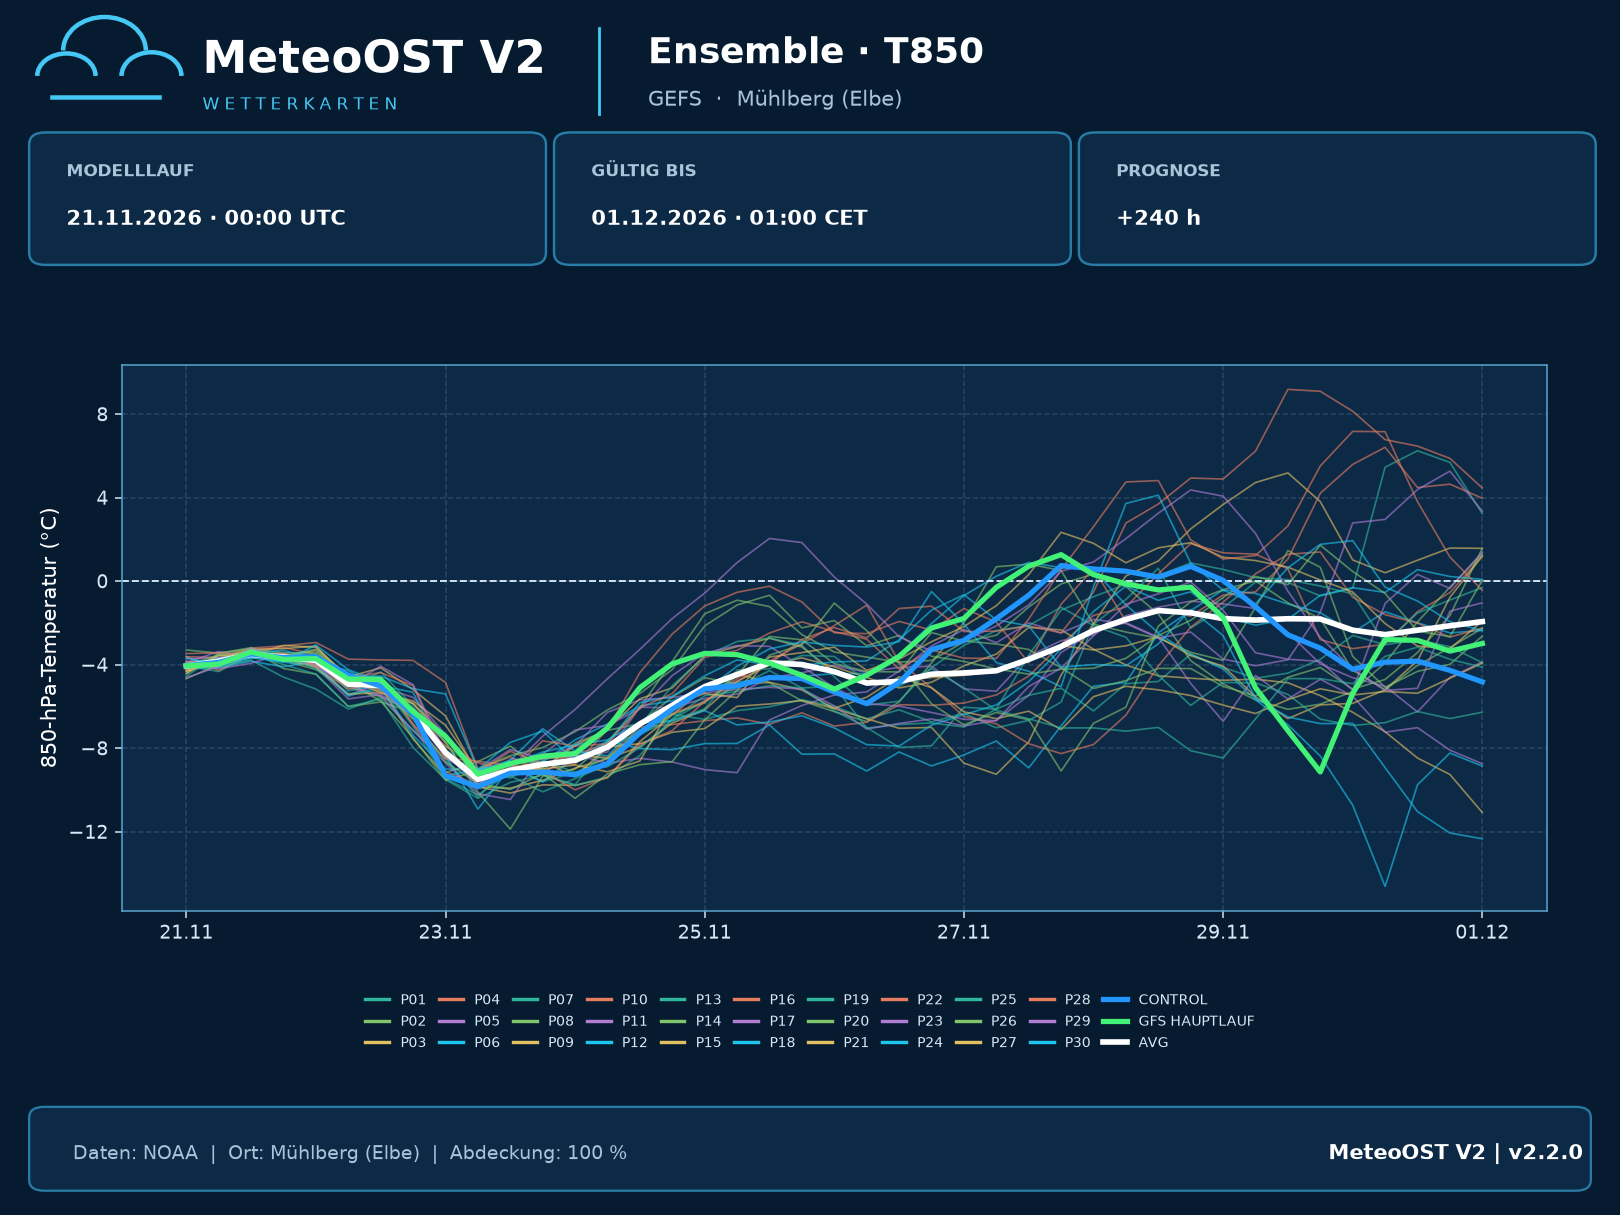 MeteoOST V2
WETTERKARTEN
Ensemble · T850
GEFS · Mühlberg (Elbe)
MODELLLAUF
21.11.2026 · 00:00 UTC
GÜLTIG BIS
01.12.2026 · 01:00 CET
PROGNOSE
+240 h
850-hPa-Temperatur (°C)
8
4
0
−4
−8
−12
21.11 23.11 25.11 27.11 29.11 01.12
P01 P04 P07 P10 P13 P16 P19 P22 P25 P28 CONTROL
P02 P05 P08 P11 P14 P17 P20 P23 P26 P29 GFS HAUPTLAUF
P03 P06 P09 P12 P15 P18 P21 P24 P27 P30 AVG
Daten: NOAA | Ort: Mühlberg (Elbe) | Abdeckung: 100 %
MeteoOST V2 | v2.2.0